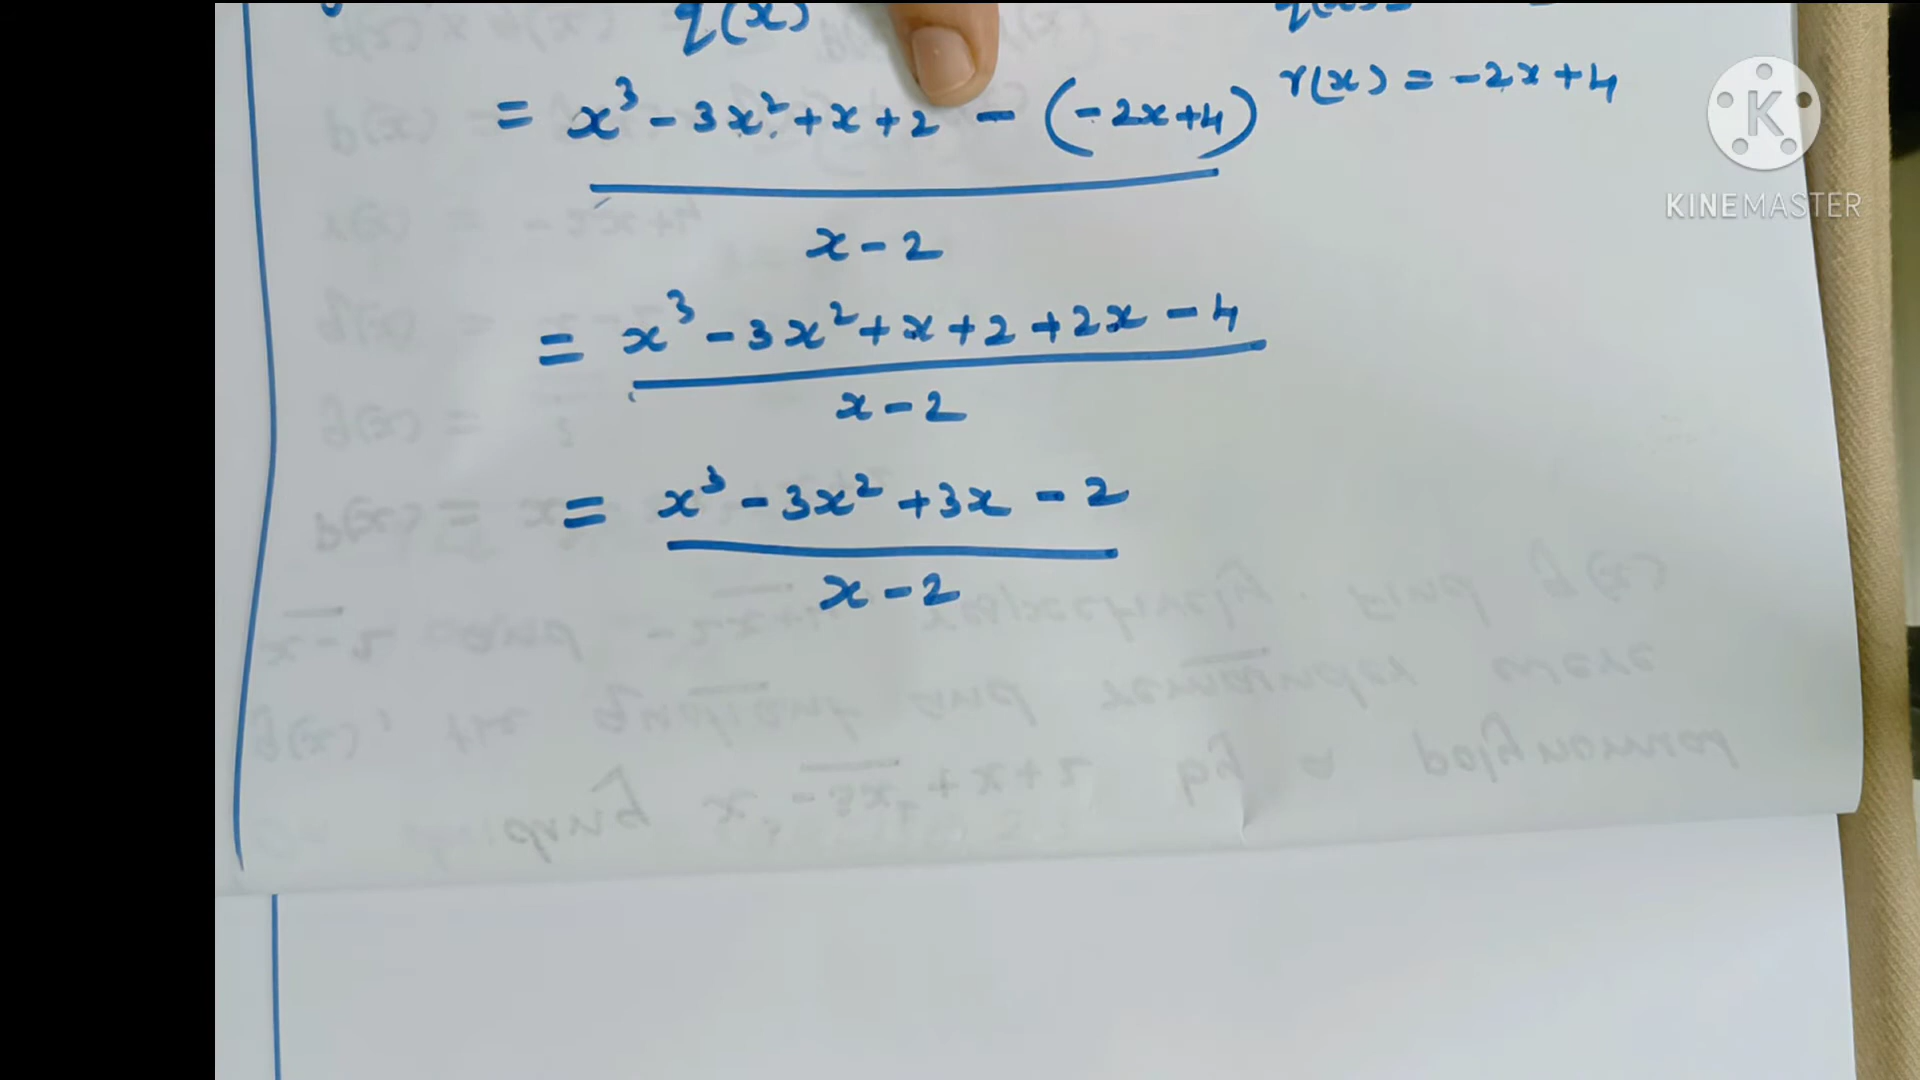 q(x)
= x³ - 3x² + x + 2 - (-2x+4) r(x) = -2x+4
x - 2
= x³ - 3x² + x + 2 + 2x - 4
x - 2
= x³ - 3x² + 3x - 2
x - 2
K
KINEMASTER